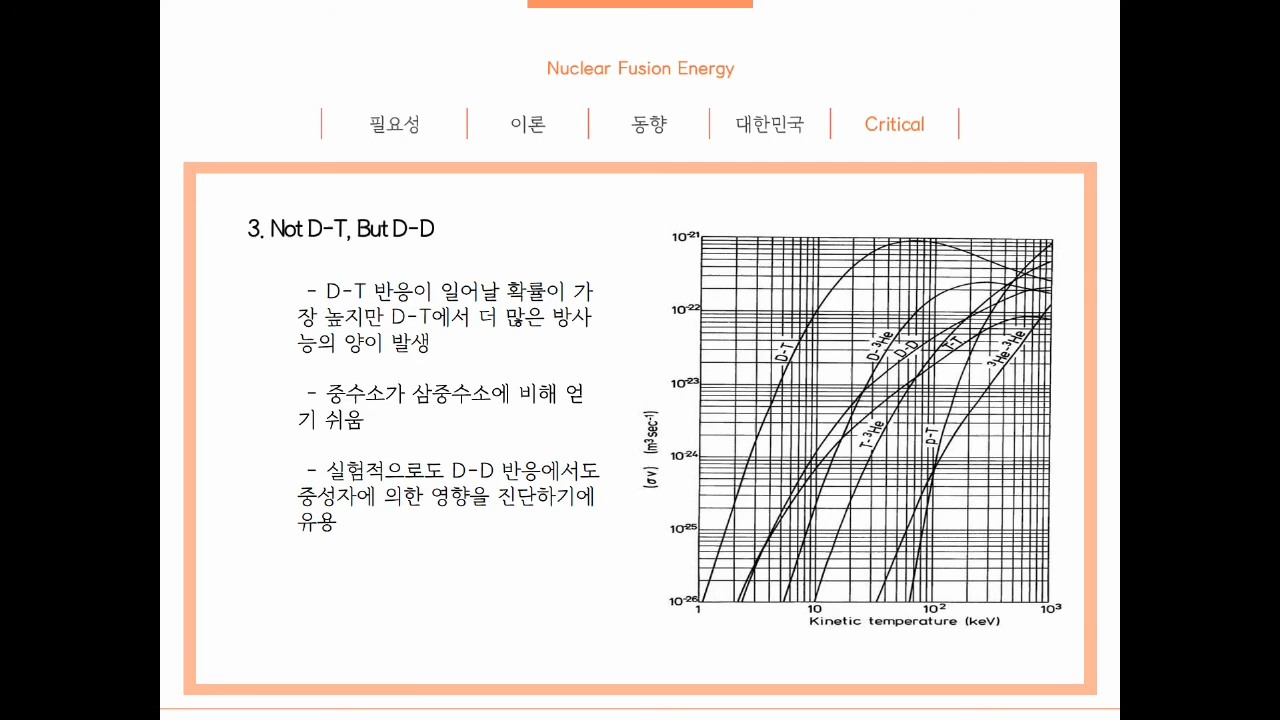 Nuclear Fusion Energy
필요성
이론
동향
대한민국
Critical
3. Not D-T, But D-D
- D-T 반응이 일어날 확률이 가
장 높지만 D-T에서 더 많은 방사
능의 양이 발생
- 중수소가 삼중수소에 비해 얻
기 쉬움
- 실험적으로도 D-D 반응에서도
중성자에 의한 영향을 진단하기에
유용
10⁻²¹
10⁻²²
10⁻²³
10⁻²⁴
10⁻²⁵
10⁻²⁶
⟨σv⟩ (m³sec⁻¹)
D-T
D-³He
D-D
T-T
³He-³He
T-³He
p-T
1
10
10²
10³
Kinetic temperature (keV)